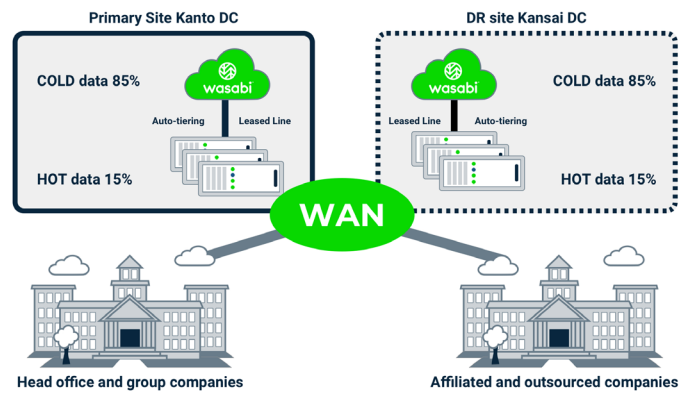 Primary Site Kanto DC
DR site Kansai DC
COLD data 85%
wasabi
Auto-tiering
Leased Line
HOT data 15%
wasabi
COLD data 85%
Leased Line
Auto-tiering
HOT data 15%
WAN
Head office and group companies
Affiliated and outsourced companies